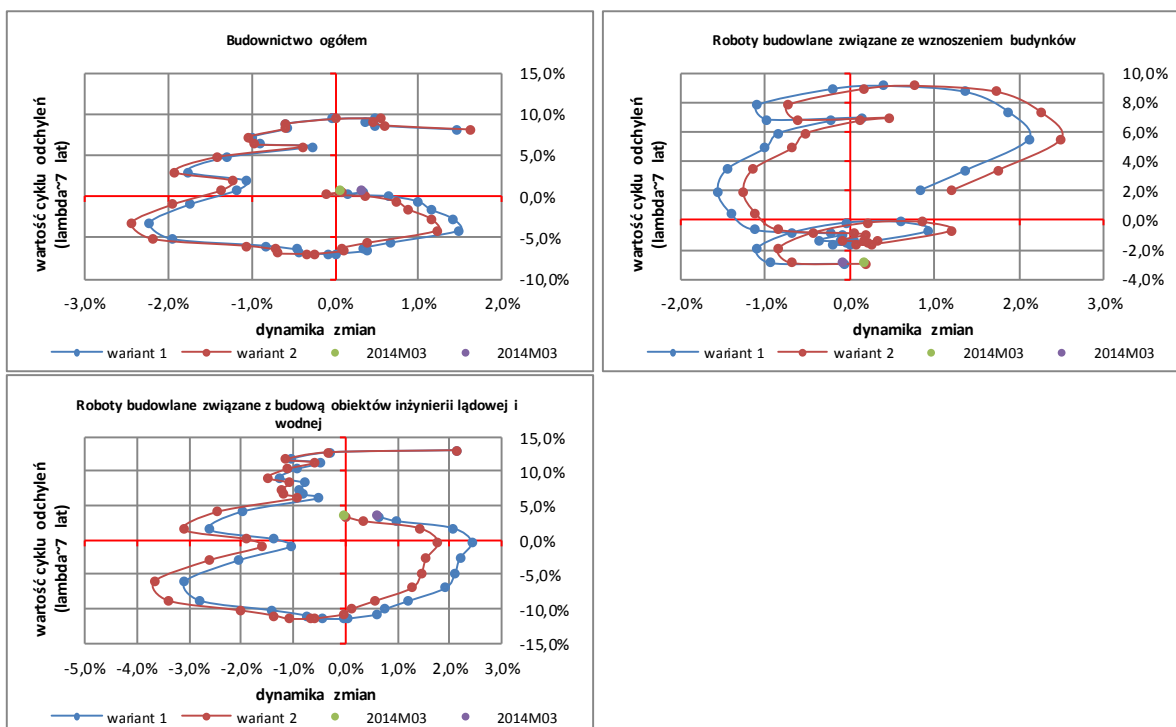 Budownictwo ogółem
wartość cyklu odchyleń
(lambda~7 lat)
15,0%
10,0%
5,0%
0,0%
-5,0%
-10,0%
-3,0% -2,0% -1,0% 0,0% 1,0% 2,0%
dynamika zmian
wariant 1 wariant 2 2014M03 2014M03
Roboty budowlane związane ze wznoszeniem budynków
wartość cyklu odchyleń
(lambda~7 lat)
10,0%
8,0%
6,0%
4,0%
2,0%
0,0%
-2,0%
-4,0%
-2,0% -1,0% 0,0% 1,0% 2,0% 3,0%
dynamika zmian
wariant 1 wariant 2 2014M03 2014M03
Roboty budowlane związane z budową obiektów inżynierii lądowej i
wodnej
wartość cyklu odchyleń
(lambda~7 lat)
15,0%
10,0%
5,0%
0,0%
-5,0%
-10,0%
-15,0%
-5,0% -4,0% -3,0% -2,0% -1,0% 0,0% 1,0% 2,0% 3,0%
dynamika zmian
wariant 1 wariant 2 2014M03 2014M03